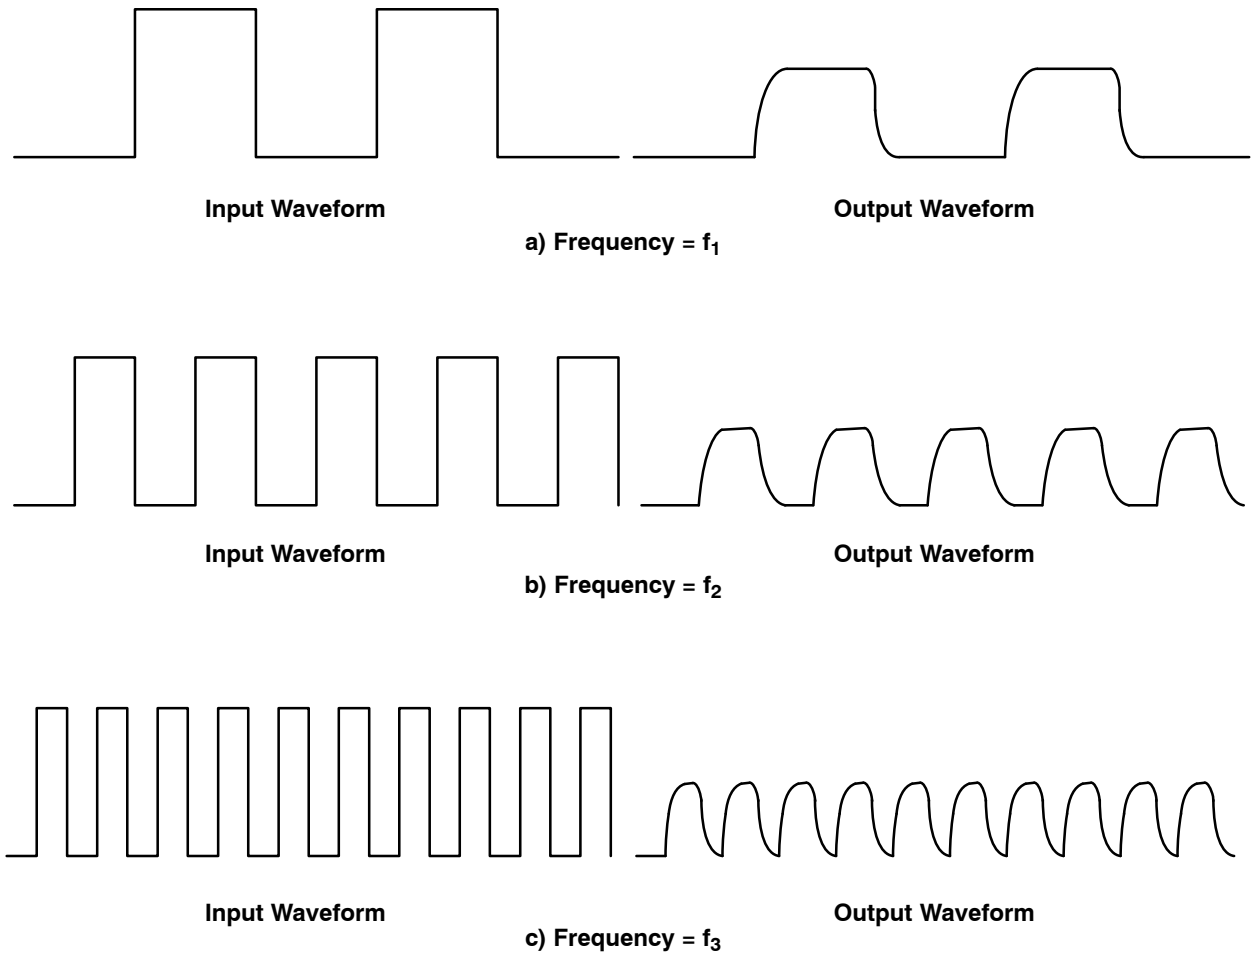 Input Waveform
Output Waveform
a) Frequency = f₁
Input Waveform
Output Waveform
b) Frequency = f₂
Input Waveform
Output Waveform
c) Frequency = f₃